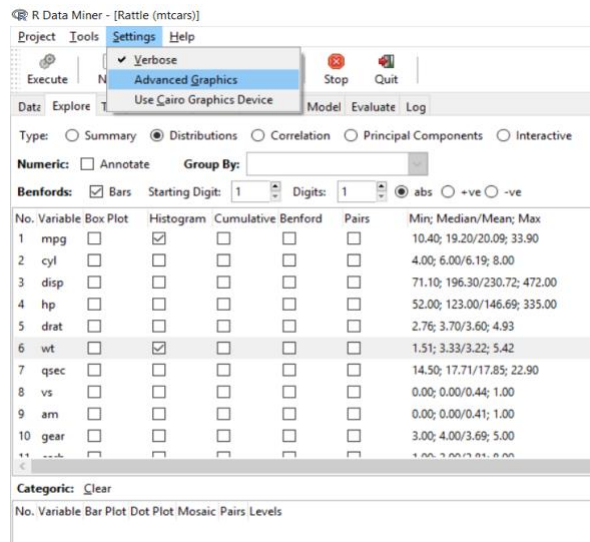 R Data Miner - [Rattle (mtcars)]
Project Tools Settings Help
Verbose
Advanced Graphics
Use Cairo Graphics Device
Execute N Stop Quit
Data Explore T Model Evaluate Log
Type: Summary Distributions Correlation Principal Components Interactive
Numeric: Annotate Group By:
Benfords: Bars Starting Digit: 1 Digits: 1 abs +ve -ve
No. Variable Box Plot Histogram Cumulative Benford Pairs Min; Median/Mean; Max
1 mpg 10.40; 19.20/20.09; 33.90
2 cyl 4.00; 6.00/6.19; 8.00
3 disp 71.10; 196.30/230.72; 472.00
4 hp 52.00; 123.00/146.69; 335.00
5 drat 2.76; 3.70/3.60; 4.93
6 wt 1.51; 3.33/3.22; 5.42
7 qsec 14.50; 17.71/17.85; 22.90
8 vs 0.00; 0.00/0.44; 1.00
9 am 0.00; 0.00/0.41; 1.00
10 gear 3.00; 4.00/3.69; 5.00
Categoric: Clear
No. Variable Bar Plot Dot Plot Mosaic Pairs Levels